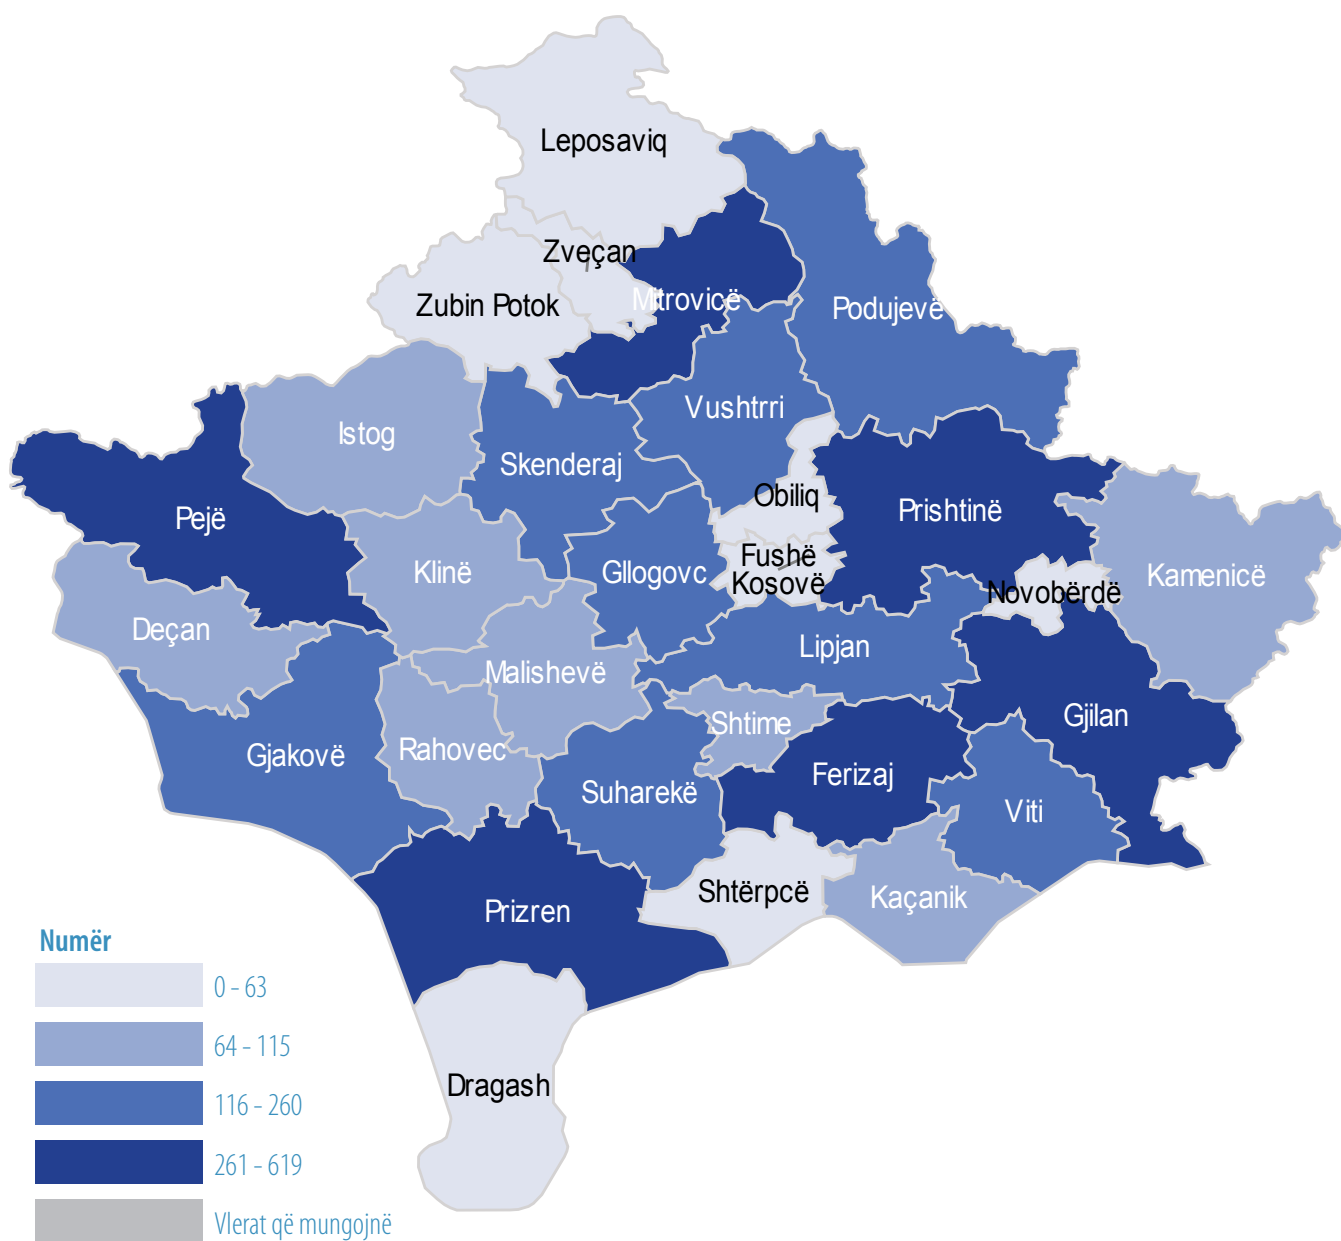 Leposaviq
Zveçan
Zubin Potok
Mitrovicë
Podujevë
Vushtrri
Istog
Skenderaj
Obiliq
Prishtinë
Pejë
Fushë
Kosovë
Klinë
Gllogovc
Kamenicë
Novobërdë
Deçan
Lipjan
Malishevë
Gjilan
Shtime
Rahovec
Gjakovë
Ferizaj
Suharekë
Viti
Shtërpcë
Kaçanik
Prizren
Dragash
Numër
0 - 63
64 - 115
116 - 260
261 - 619
Vlerat që mungojnë